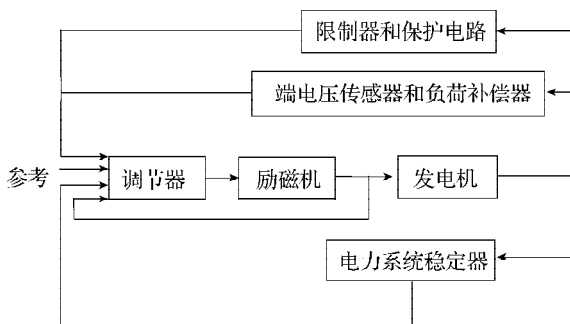 限制器和保护电路
端电压传感器和负荷补偿器
参考
调节器
励磁机
发电机
电力系统稳定器